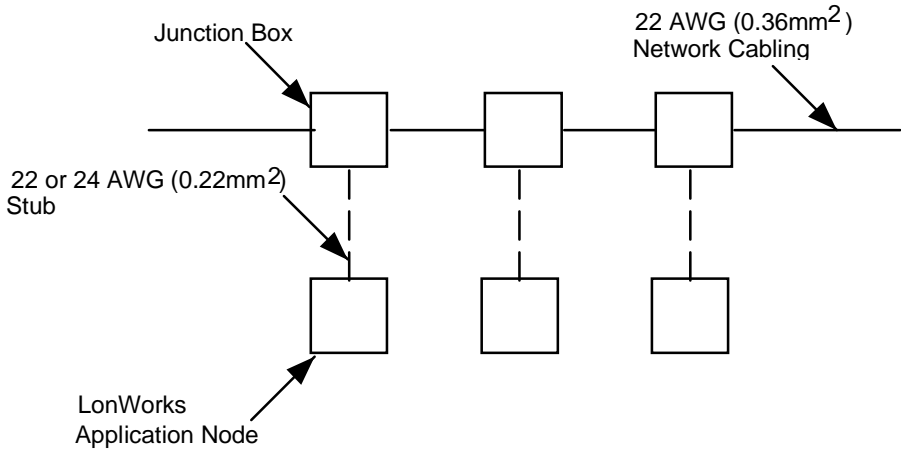 Junction Box
22 AWG (0.36mm²)
Network Cabling
22 or 24 AWG (0.22mm²)
Stub
LonWorks
Application Node